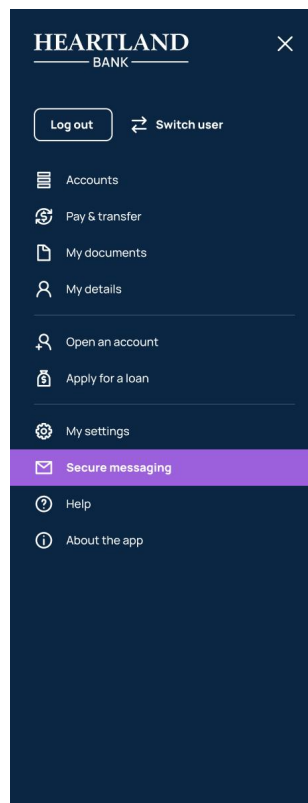 HEARTLAND
BANK
Log out
Switch user
Accounts
Pay & transfer
My documents
My details
Open an account
Apply for a loan
My settings
Secure messaging
Help
About the app